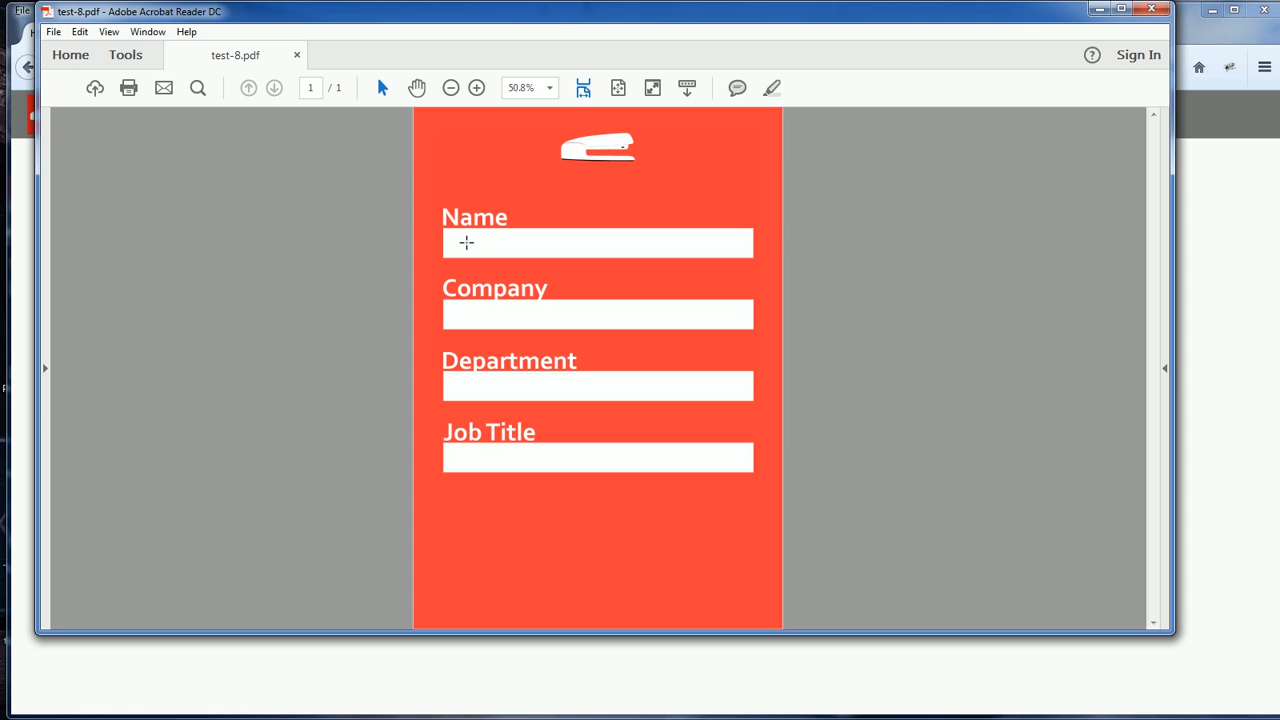 File
test-8.pdf - Adobe Acrobat Reader DC
File Edit View Window Help
Home Tools test-8.pdf × ? Sign In
1 / 1 50.8%
Name
Company
Department
Job Title